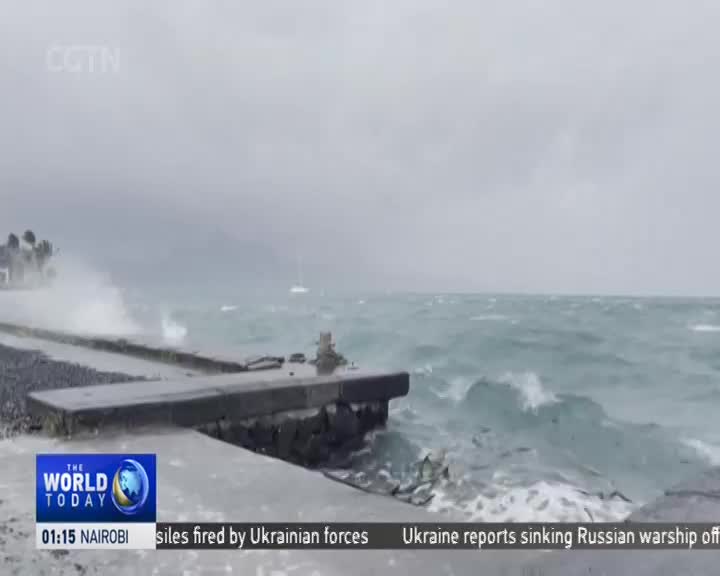 CGTN
THE
WORLD
TODAY
01:15 NAIROBI
siles fired by Ukrainian forces Ukraine reports sinking Russian warship off